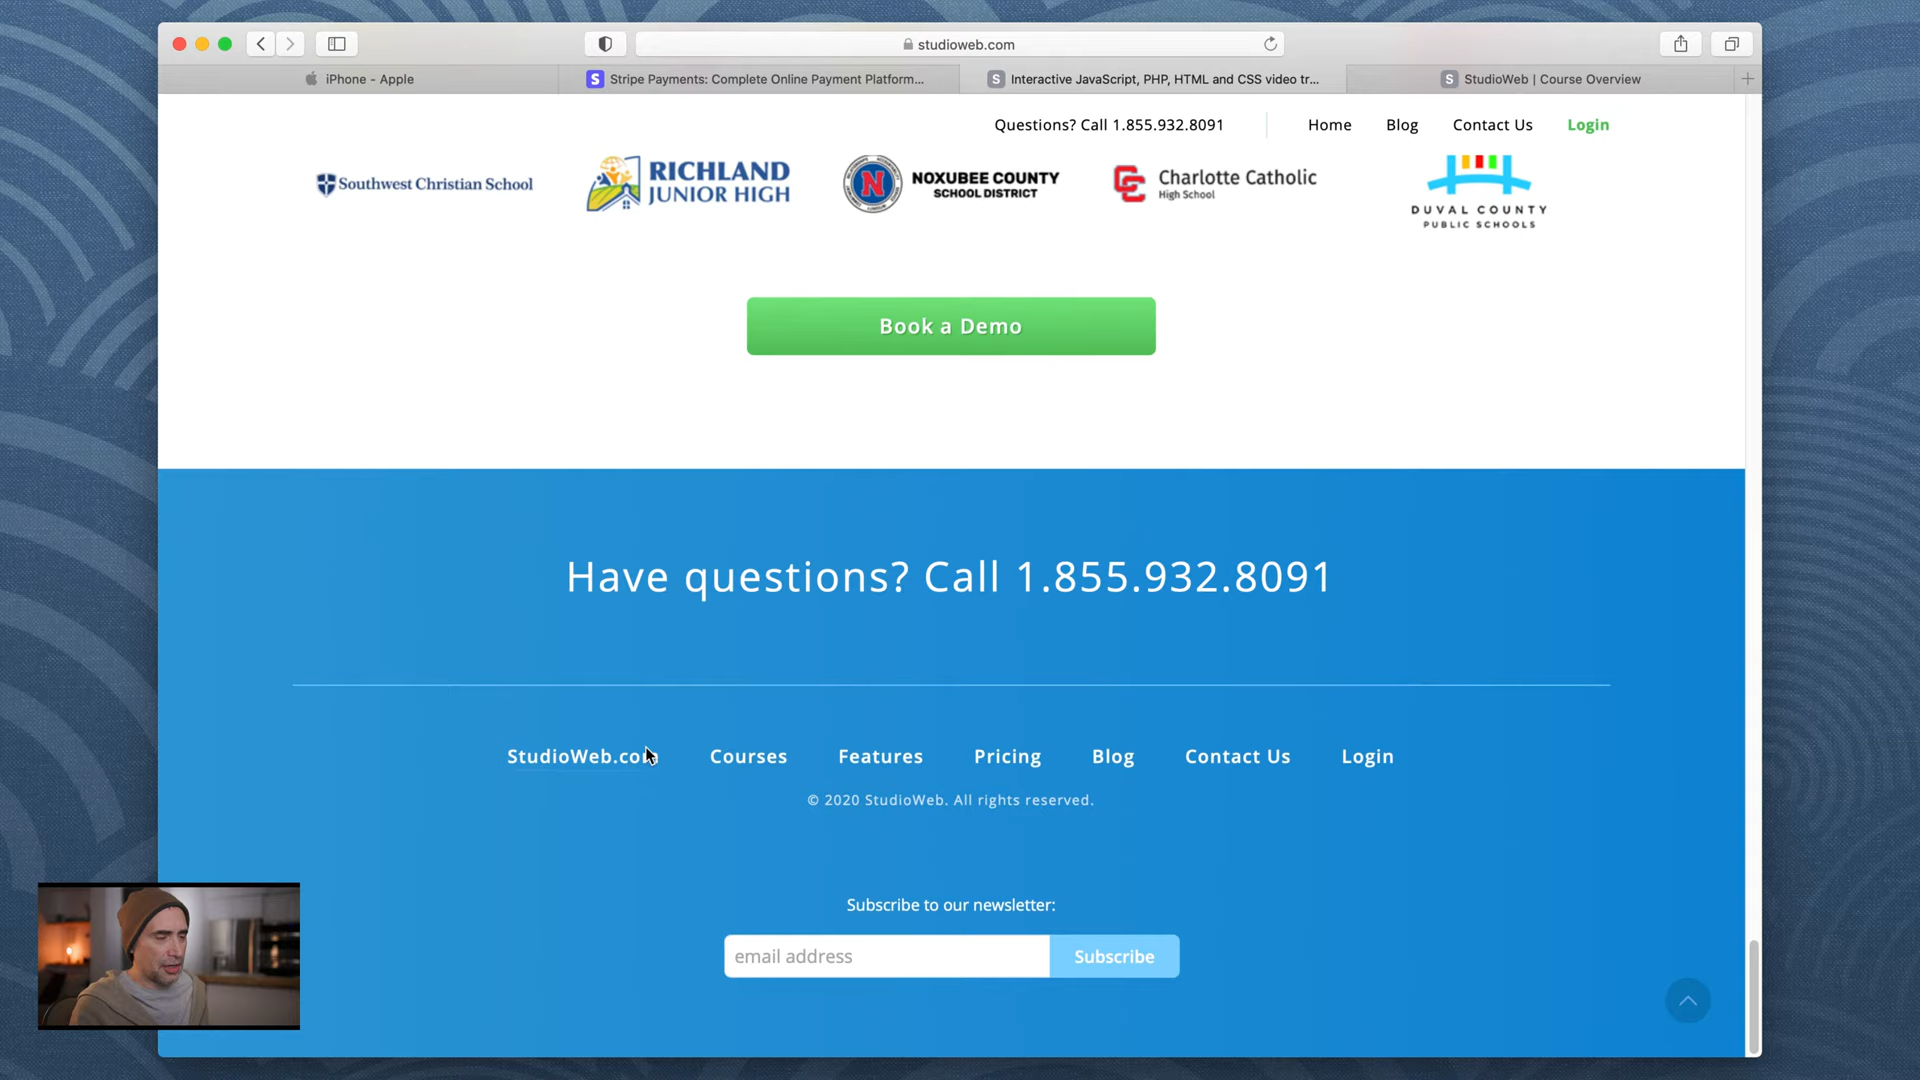 studioweb.com
iPhone - Apple
S
Stripe Payments: Complete Online Payment Platform...
S
Interactive JavaScript, PHP, HTML and CSS video tr...
S
StudioWeb | Course Overview
Questions? Call 1.855.932.8091
Home
Blog
Contact Us
Login
Southwest Christian School
RICHLAND
JUNIOR HIGH
N
NOXUBEE COUNTY
SCHOOL DISTRICT
CC
Charlotte Catholic
High School
DUVAL COUNTY
PUBLIC SCHOOLS
Book a Demo
Have questions? Call 1.855.932.8091
StudioWeb.com
Courses
Features
Pricing
Blog
Contact Us
Login
© 2020 StudioWeb. All rights reserved.
Subscribe to our newsletter:
email address
Subscribe